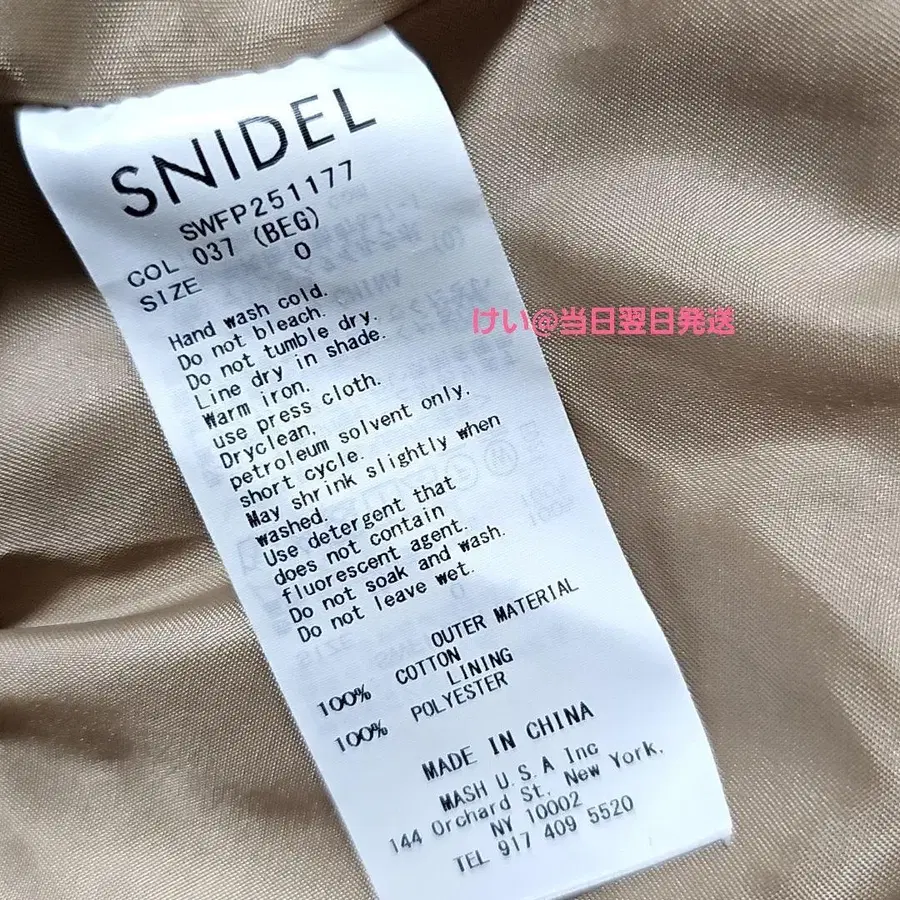 SNIDEL
SWFP251177
COL 037 (BEG)
SIZE 0
Hand wash cold.
Do not bleach.
Do not tumble dry.
Line dry in shade.
Warm iron.
use press cloth.
Dryclean.
petroleum solvent only.
short cycle.
May shrink slightly when
washed.
Use detergent that
does not contain
fluorescent agent.
Do not soak and wash.
Do not leave wet.
OUTER MATERIAL
100% COTTON
LINING
100% POLYESTER
MADE IN CHINA
MASH U.S.A Inc
144 Orchard St, New York,
NY 10002
TEL 917 409 5520
けい@当日翌日発送